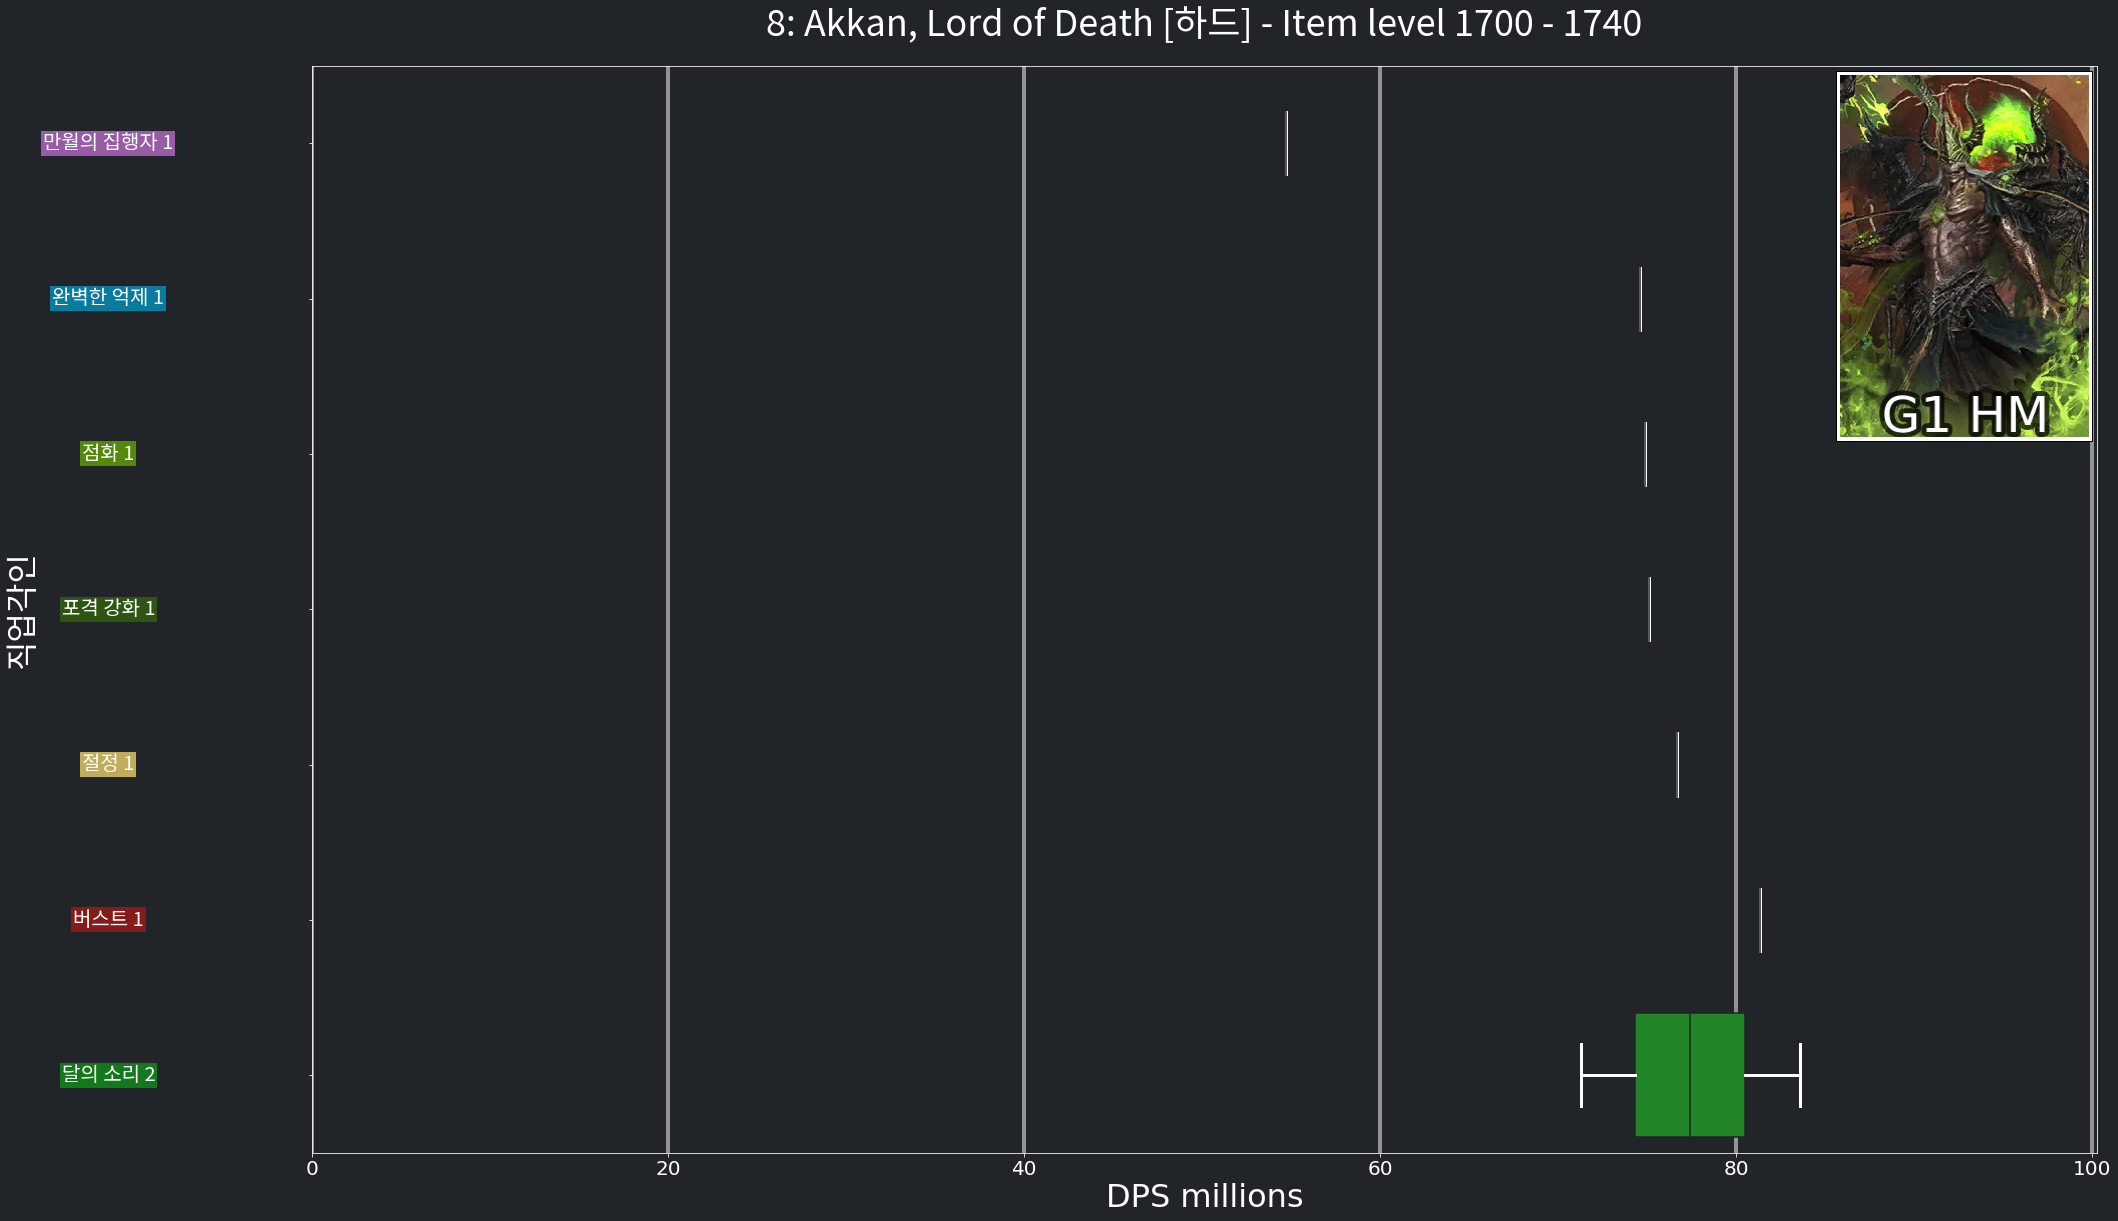 8: Akkan, Lord of Death [하드] - Item level 1700 - 1740
G1 HM
직업각인
만월의 집행자 1
완벽한 억제 1
점화 1
포격 강화 1
절정 1
버스트 1
달의 소리 2
0 20 40 60 80 100
DPS millions